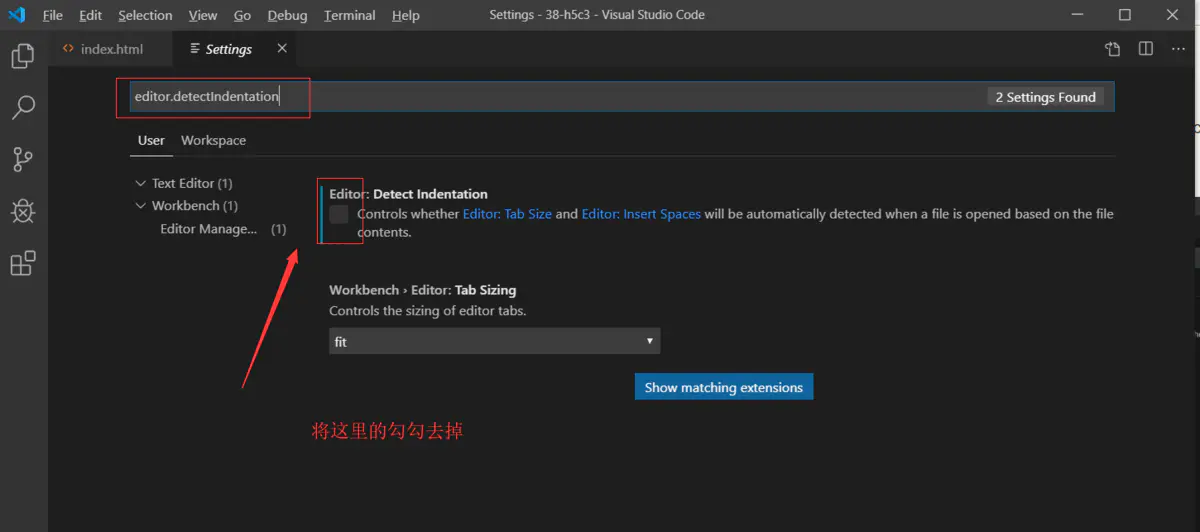 File Edit Selection View Go Debug Terminal Help Settings - 38-h5c3 - Visual Studio Code
index.html Settings
editor.detectIndentation 2 Settings Found
User Workspace
Text Editor (1)
Workbench (1)
Editor Manage... (1)
Editor: Detect Indentation
Controls whether Editor: Tab Size and Editor: Insert Spaces will be automatically detected when a file is opened based on the file
contents.
Workbench › Editor: Tab Sizing
Controls the sizing of editor tabs.
fit
Show matching extensions
将这里的勾勾去掉